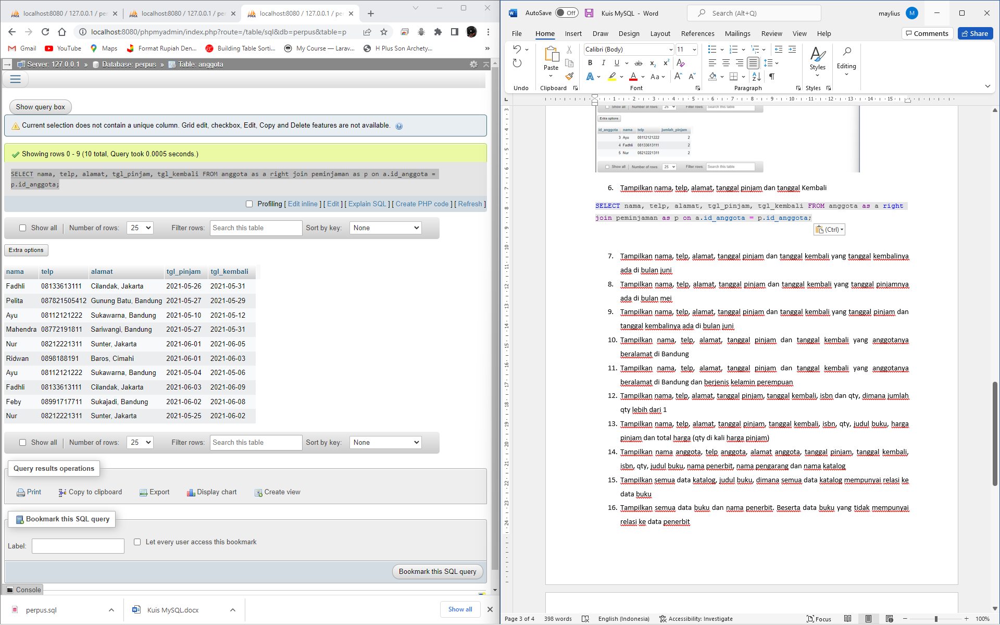 localhost:8080 / 127.0.0.1 / per
localhost:8080 / 127.0.0.1 / per
localhost:8080 / 127.0.0.1 / pe
localhost:8080/phpmyadmin/index.php?route=/table/sql&db=perpus&table=p
Gmail
YouTube
Maps
Format Rupiah Den...
Building Table Sorti...
My Course — Larav...
H Plus Son Archety...
»
Server: 127.0.0.1 » Database: perpus » Table: anggota
Show query box
Current selection does not contain a unique column. Grid edit, checkbox, Edit, Copy and Delete features are not available.
Showing rows 0 - 9 (10 total, Query took 0.0005 seconds.)
SELECT nama, telp, alamat, tgl_pinjam, tgl_kembali FROM anggota as a right join peminjaman as p on a.id_anggota =
p.id_anggota;
Profiling [ Edit inline ] [ Edit ] [ Explain SQL ] [ Create PHP code ] [ Refresh ]
Show all | Number of rows: 25 Filter rows: Search this table Sort by key: None
Extra options
nama telp alamat tgl_pinjam tgl_kembali
Fadhli 08133613111 Cilandak, Jakarta 2021-05-26 2021-05-31
Pelita 087821505412 Gunung Batu, Bandung 2021-05-27 2021-05-29
Ayu 08112121222 Sukawarna, Bandung 2021-05-10 2021-05-12
Mahendra 08772191811 Sariwangi, Bandung 2021-05-27 2021-05-31
Nur 08212221311 Sunter, Jakarta 2021-06-01 2021-06-05
Ridwan 0898188191 Baros, Cimahi 2021-06-01 2021-06-03
Ayu 08112121222 Sukawarna, Bandung 2021-05-04 2021-05-06
Fadhli 08133613111 Cilandak, Jakarta 2021-06-03 2021-06-09
Feby 08991717711 Sukajadi, Bandung 2021-06-02 2021-06-08
Nur 08212221311 Sunter, Jakarta 2021-05-25 2021-06-02
Show all | Number of rows: 25 Filter rows: Search this table Sort by key: None
Query results operations
Print Copy to clipboard Export Display chart Create view
Bookmark this SQL query
Label: Let every user access this bookmark
Bookmark this SQL query
Console
perpus.sql
Kuis MySQL.docx
Show all
AutoSave Off Kuis MySQL - Word Search (Alt+Q) maylius M
File Home Insert Draw Design Layout References Mailings Review View Help Comments Share
Calibri (Body) 11
Paste
Styles
Editing
Undo Clipboard Font Paragraph Styles
Show all | Number of rows: 25 Filter rows: Search this table
Extra options
id_anggota nama telp jumlah_pinjam
3 Ayu 08112121222 2
4 Fadhli 08133613111 2
5 Nur 08212221311 2
Show all | Number of rows: 25 Filter rows: Search this table
6. Tampilkan nama, telp, alamat, tanggal pinjam dan tanggal Kembali
SELECT nama, telp, alamat, tgl_pinjam, tgl_kembali FROM anggota as a right
join peminjaman as p on a.id_anggota = p.id_anggota;
(Ctrl)
7. Tampilkan nama, telp, alamat, tanggal pinjam dan tanggal kembali yang tanggal kembalinya
ada di bulan juni
8. Tampilkan nama, telp, alamat, tanggal pinjam dan tanggal kembali yang tanggal pinjamnya
ada di bulan mei
9. Tampilkan nama, telp, alamat, tanggal pinjam dan tanggal kembali yang tanggal pinjam dan
tanggal kembalinya ada di bulan juni
10. Tampilkan nama, telp, alamat, tanggal pinjam dan tanggal kembali yang anggotanya
beralamat di Bandung
11. Tampilkan nama, telp, alamat, tanggal pinjam dan tanggal kembali yang anggotanya
beralamat di Bandung dan berjenis kelamin perempuan
12. Tampilkan nama, telp, alamat, tanggal pinjam, tanggal kembali, isbn dan qty, dimana jumlah
qty lebih dari 1
13. Tampilkan nama, telp, alamat, tanggal pinjam, tanggal kembali, isbn, qty, judul buku, harga
pinjam dan total harga (qty di kali harga pinjam)
14. Tampilkan nama anggota, telp anggota, alamat anggota, tanggal pinjam, tanggal kembali,
isbn, qty, judul buku, nama penerbit, nama pengarang dan nama katalog
15. Tampilkan semua data katalog, judul buku, dimana semua data katalog mempunyai relasi ke
data buku
16. Tampilkan semua data buku dan nama penerbit. Beserta data buku yang tidak mempunyai
relasi ke data penerbit
Page 3 of 4 398 words English (Indonesia) Accessibility: Investigate Focus 100%